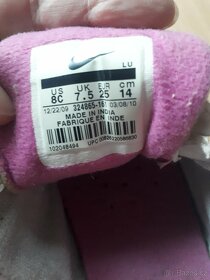 LU
US UK EUR cm
8C 7.5 25 14
12/22/09 324865-161 03/08/10
MADE IN INDIA
FABRIQUE EN INDE
102046494